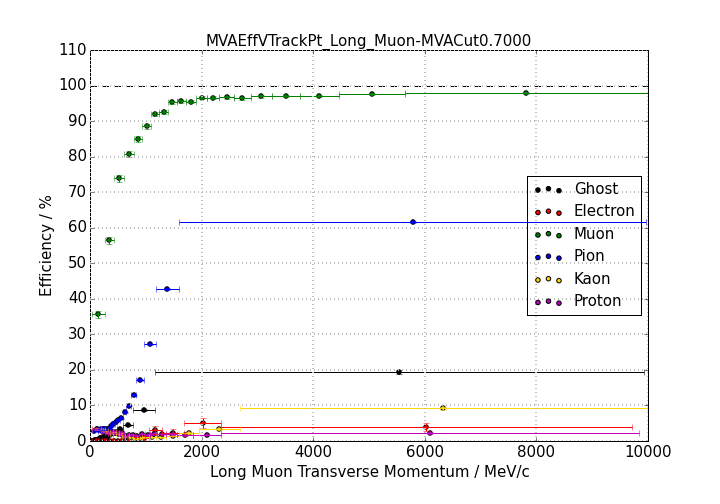 MVAEffVTrackPt_Long_Muon-MVACut0.7000
110
100
90
80
70
60
50
40
30
20
10
0
Efficiency / %
Ghost
Electron
Muon
Pion
Kaon
Proton
0 2000 4000 6000 8000 10000
Long Muon Transverse Momentum / MeV/c